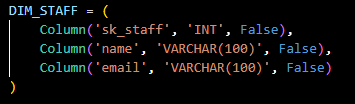 DIM_STAFF = (
    Column('sk_staff', 'INT', False),
    Column('name', 'VARCHAR(100)', False),
    Column('email', 'VARCHAR(100)', False)
)